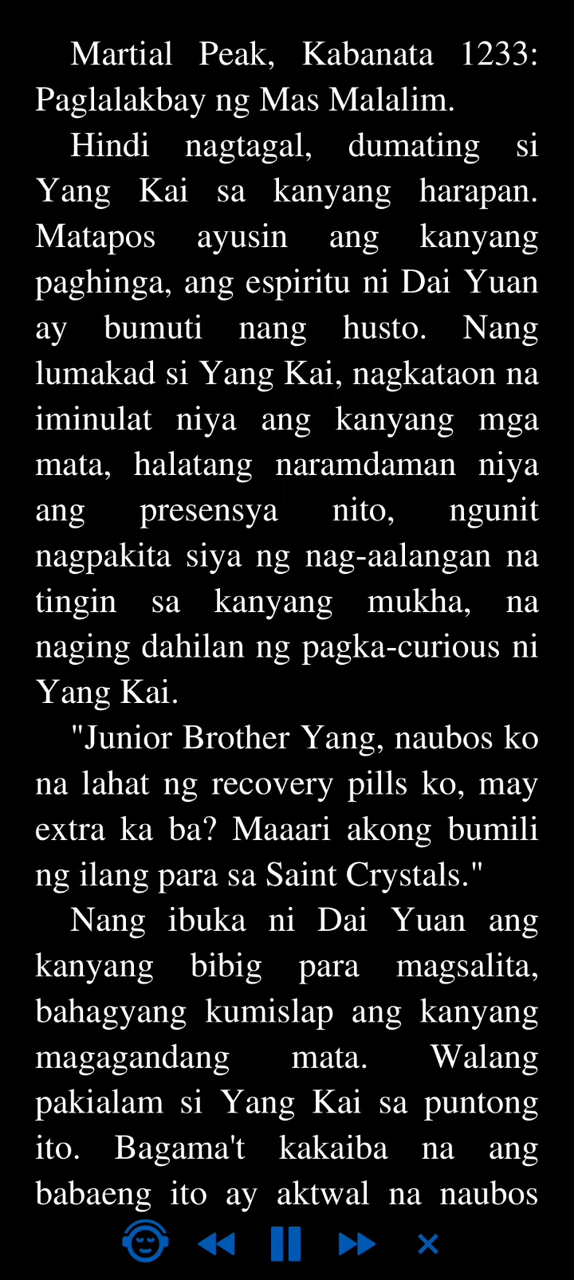 Martial Peak, Kabanata 1233:
Paglalakbay ng Mas Malalim.
Hindi nagtagal, dumating si
Yang Kai sa kanyang harapan.
Matapos ayusin ang kanyang
paghinga, ang espiritu ni Dai Yuan
ay bumuti nang husto. Nang
lumakad si Yang Kai, nagkataon na
iminulat niya ang kanyang mga
mata, halatang naramdaman niya
ang presensya nito, ngunit
nagpakita siya ng nag-aalangan na
tingin sa kanyang mukha, na
naging dahilan ng pagka-curious ni
Yang Kai.
"Junior Brother Yang, naubos ko
na lahat ng recovery pills ko, may
extra ka ba? Maaari akong bumili
ng ilang para sa Saint Crystals."
Nang ibuka ni Dai Yuan ang
kanyang bibig para magsalita,
bahagyang kumislap ang kanyang
magagandang mata. Walang
pakialam si Yang Kai sa puntong
ito. Bagama't kakaiba na ang
babaeng ito ay aktwal na naubos